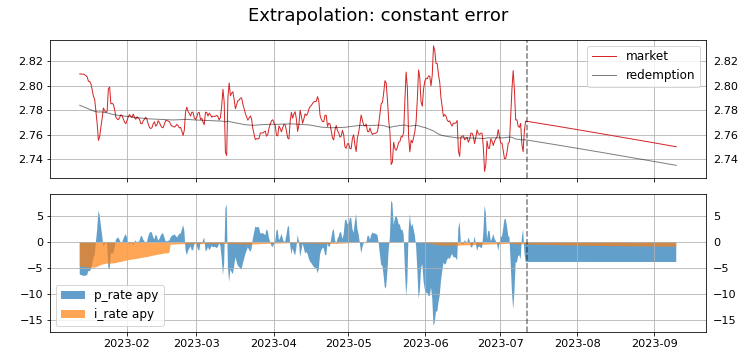 Extrapolation: constant error
2.82 market 2.82
2.80 redemption 2.80
2.78 2.78
2.76 2.76
2.74 2.74
5 5
0 0
−5 −5
p_rate apy
−10 −10
i_rate apy
−15 −15
2023-02 2023-03 2023-04 2023-05 2023-06 2023-07 2023-08 2023-09